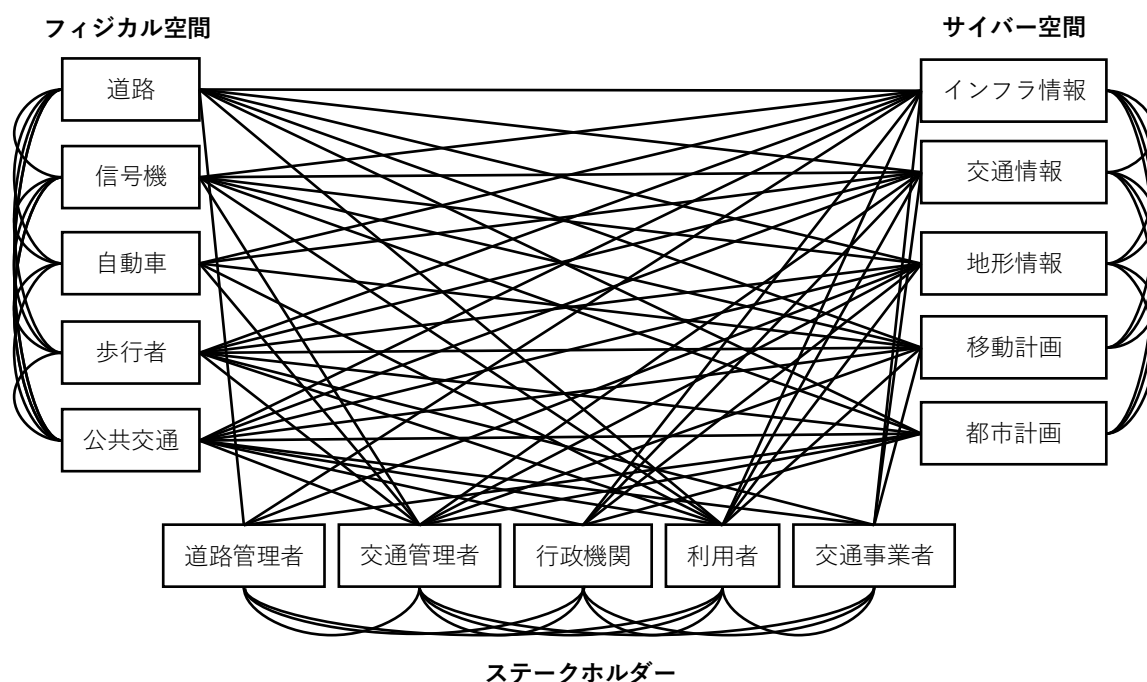 フィジカル空間
サイバー空間
道路
信号機
自動車
歩行者
公共交通
インフラ情報
交通情報
地形情報
移動計画
都市計画
道路管理者
交通管理者
行政機関
利用者
交通事業者
ステークホルダー